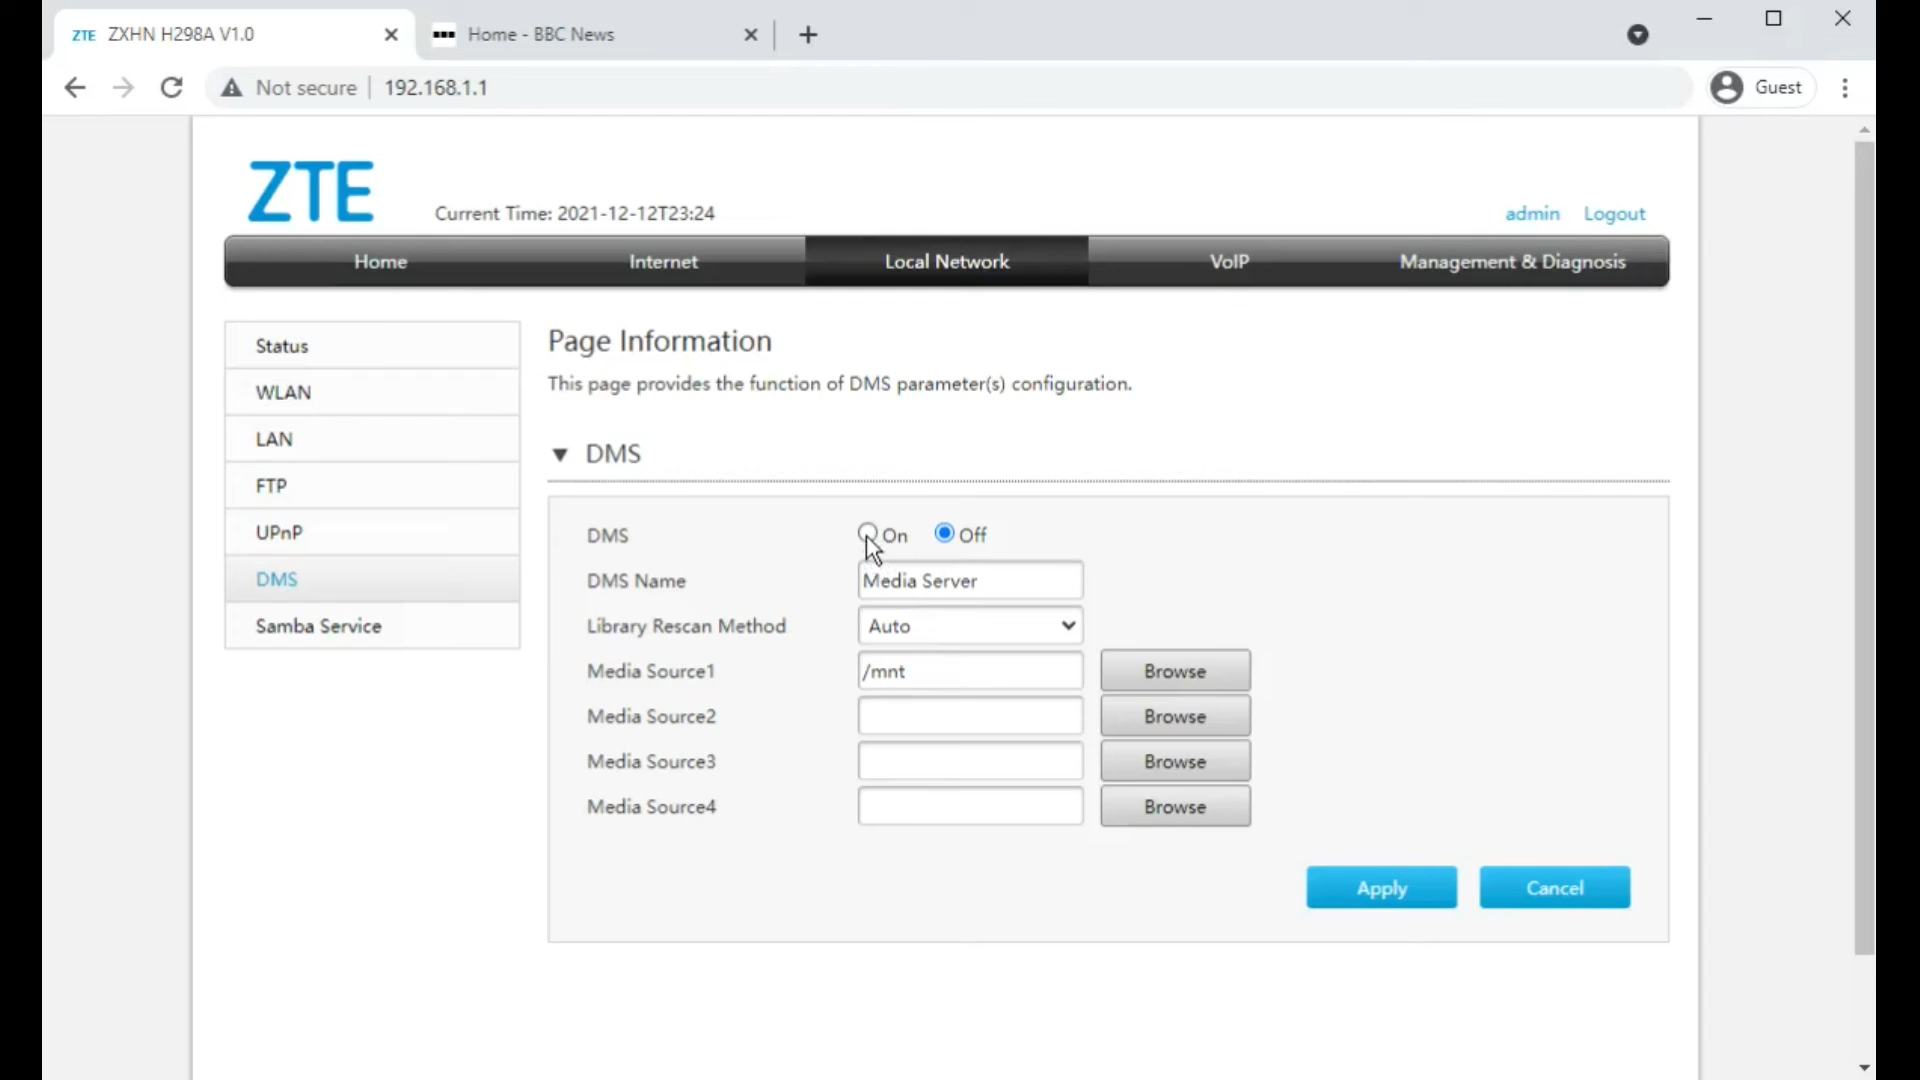 ZTE ZXHN H298A V1.0
Home - BBC News
Not secure 192.168.1.1
Guest
ZTE
Current Time: 2021-12-12T23:24
admin Logout
Home Internet Local Network VoIP Management & Diagnosis
Status
WLAN
LAN
FTP
UPnP
DMS
Samba Service
Page Information
This page provides the function of DMS parameter(s) configuration.
DMS
DMS On Off
DMS Name Media Server
Library Rescan Method Auto
Media Source1 /mnt Browse
Media Source2 Browse
Media Source3 Browse
Media Source4 Browse
Apply Cancel